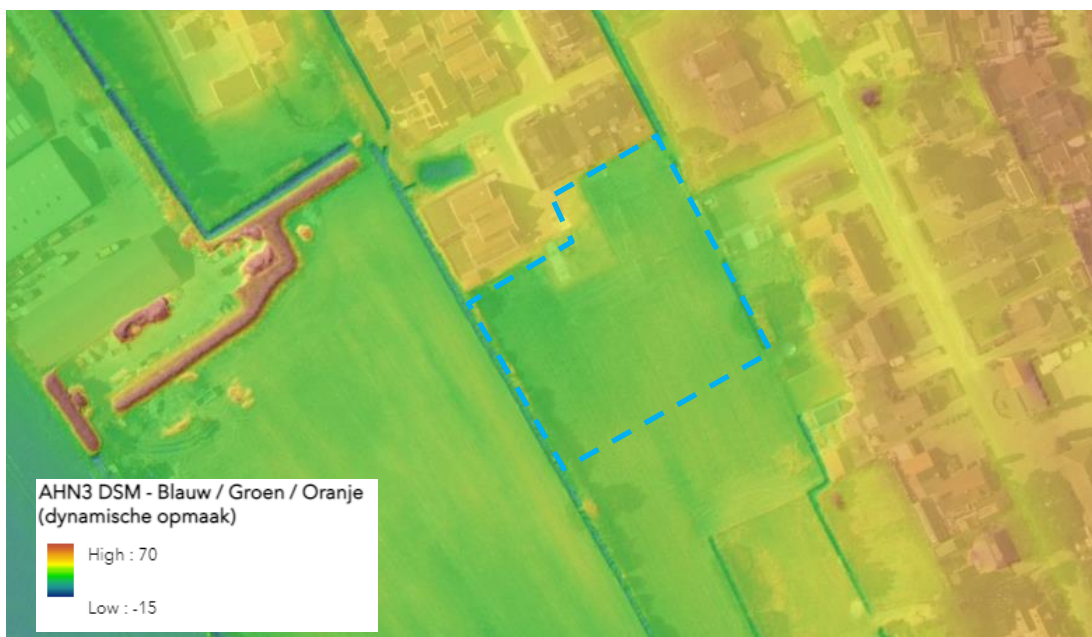 AHN3 DSM - Blauw / Groen / Oranje
(dynamische opmaak)
High : 70
Low : -15